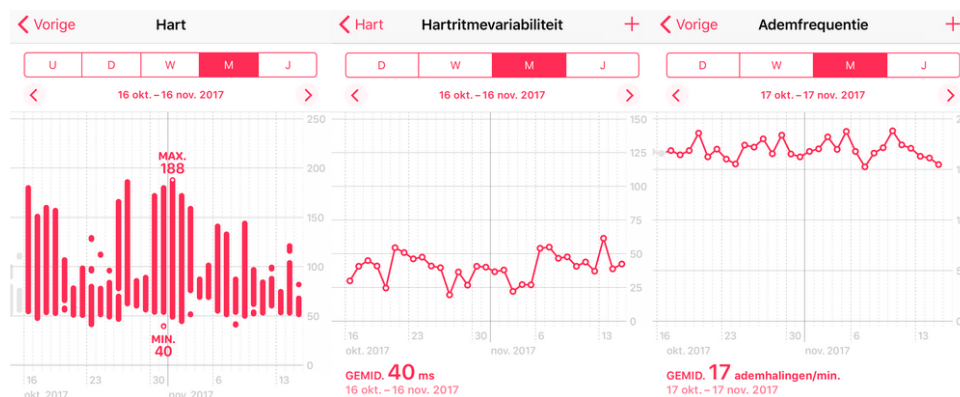 Vorige
Hart
U D W M J
16 okt. – 16 nov. 2017
250
200
150
100
50
0
MAX.
188
MIN.
40
16 23 30 6 13
okt. 2017 nov. 2017
Hart
Hartritmevariabiliteit
D W M J
16 okt. – 16 nov. 2017
150
125
100
75
50
25
0
16 23 30 6 13
okt. 2017 nov. 2017
GEMID. 40 ms
16 okt. – 16 nov. 2017
Vorige
Ademfrequentie
D W M J
17 okt. – 17 nov. 2017
16 23 30 6 13
okt. 2017 nov. 2017
GEMID. 17 ademhalingen/min.
17 okt. – 17 nov. 2017